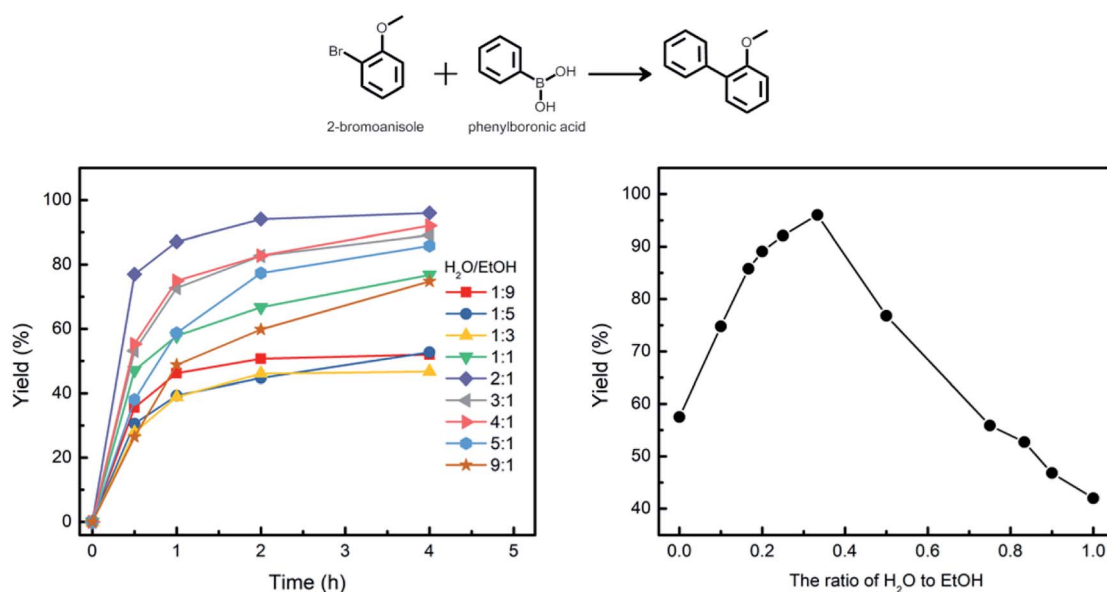 O
Br
B
OH
OH
O
2-bromoanisole
phenylboronic acid
100
80
60
40
20
0
Yield (%)
0
1
2
3
4
5
Time (h)
H₂O/EtOH
1:9
1:5
1:3
1:1
2:1
3:1
4:1
5:1
9:1
100
90
80
70
60
50
40
Yield (%)
0.0
0.2
0.4
0.6
0.8
1.0
The ratio of H₂O to EtOH